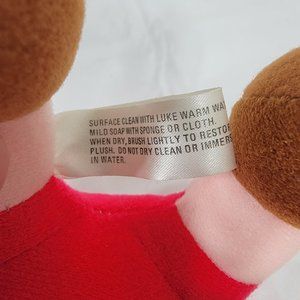 SURFACE CLEAN WITH LUKE WARM WA
MILD SOAP WITH SPONGE OR CLOTH.
WHEN DRY, BRUSH LIGHTLY TO RESTOR
PLUSH. DO NOT DRY CLEAN OR IMMERS
IN WATER.